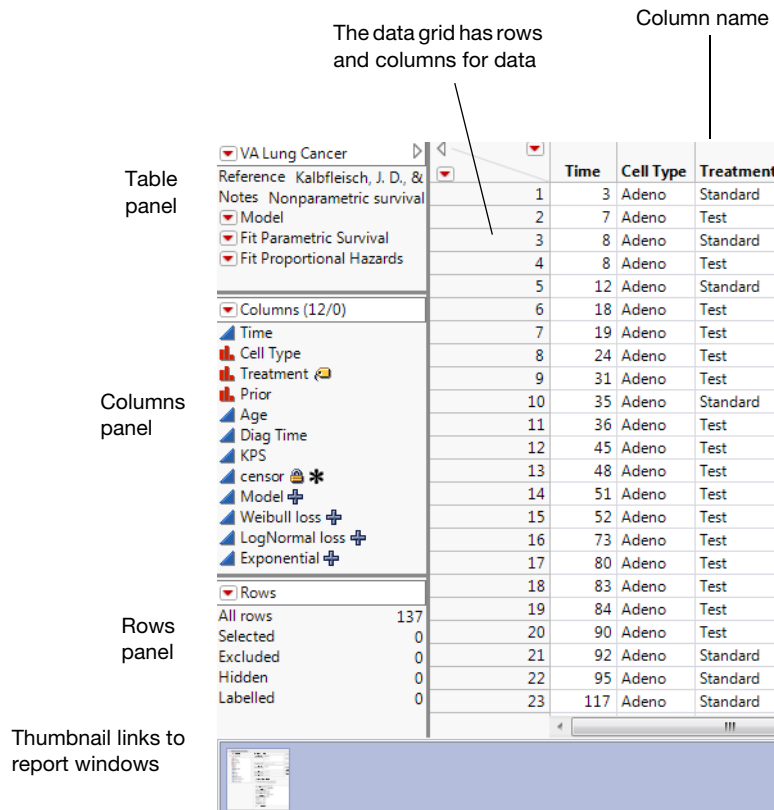 Column name
The data grid has rows
and columns for data
Table
panel
VA Lung Cancer
Reference Kalbfleisch, J. D., &
Notes Nonparametric survival
Model
Fit Parametric Survival
Fit Proportional Hazards
Columns
panel
Columns (12/0)
Time
Cell Type
Treatment
Prior
Age
Diag Time
KPS
censor
Model
Weibull loss
LogNormal loss
Exponential
Rows
panel
Rows
All rows 137
Selected 0
Excluded 0
Hidden 0
Labelled 0
Time Cell Type Treatment
1 3 Adeno Standard
2 7 Adeno Test
3 8 Adeno Standard
4 8 Adeno Test
5 12 Adeno Standard
6 18 Adeno Test
7 19 Adeno Test
8 24 Adeno Test
9 31 Adeno Test
10 35 Adeno Standard
11 36 Adeno Test
12 45 Adeno Test
13 48 Adeno Test
14 51 Adeno Test
15 52 Adeno Test
16 73 Adeno Test
17 80 Adeno Test
18 83 Adeno Test
19 84 Adeno Test
20 90 Adeno Test
21 92 Adeno Standard
22 95 Adeno Standard
23 117 Adeno Standard
Thumbnail links to
report windows